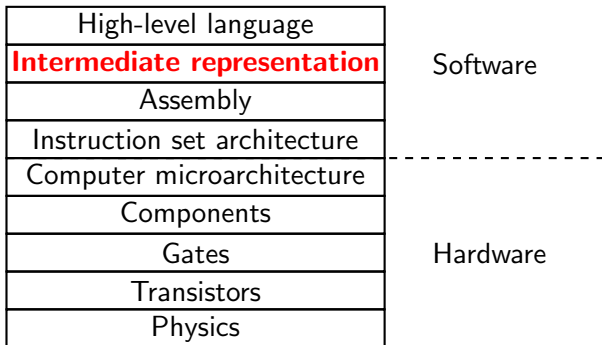 High-level language
Intermediate representation
Software
Assembly
Instruction set architecture
Computer microarchitecture
Components
Gates
Hardware
Transistors
Physics